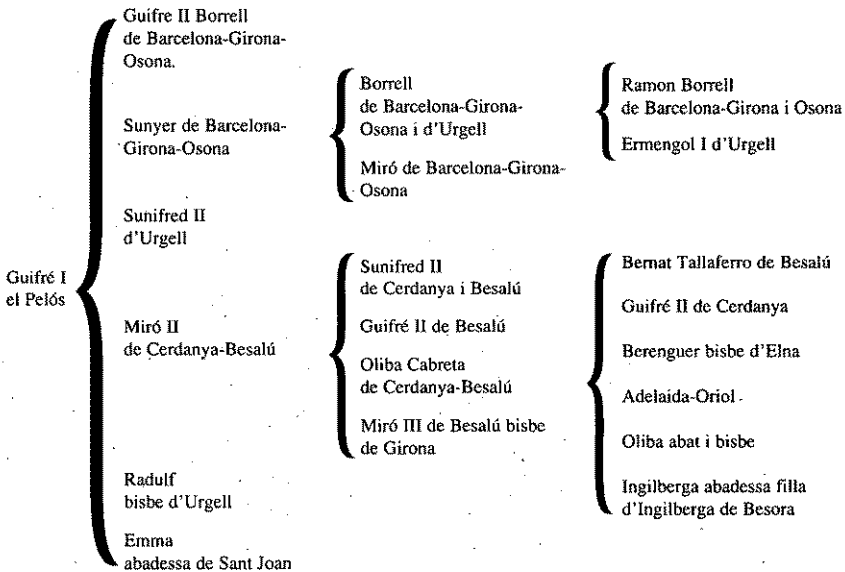 Guifré I
el Pelós
Guifre II Borrell
de Barcelona-Girona-
Osona.
Sunyer de Barcelona-
Girona-Osona
Sunifred II
d'Urgell
Miró II
de Cerdanya-Besalú
Radulf
bisbe d'Urgell
Emma
abadessa de Sant Joan
Borrell
de Barcelona-Girona-
Osona i d'Urgell
Miró de Barcelona-Girona-
Osona
Sunifred II
de Cerdanya i Besalú
Guifré II de Besalú
Oliba Cabreta
de Cerdanya-Besalú
Miró III de Besalú bisbe
de Girona
Ramon Borrell
de Barcelona-Girona i Osona
Ermengol I d'Urgell
Bernat Tallaferro de Besalú
Guifré II de Cerdanya
Berenguer bisbe d'Elna
Adelaida-Oriol
Oliba abat i bisbe
Ingilberga abadessa filla
d'Ingilberga de Besora